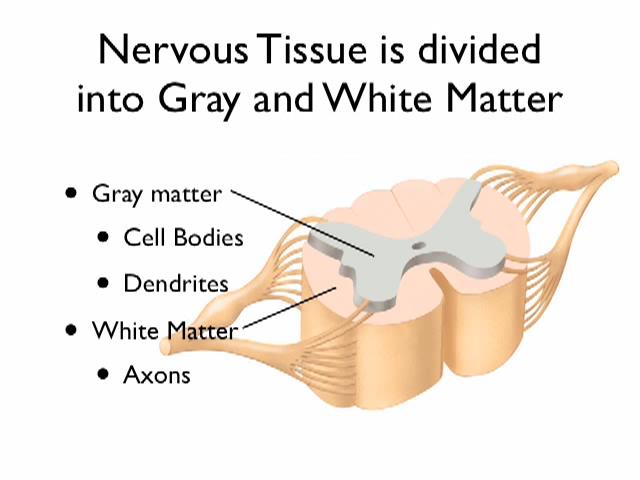 Nervous Tissue is divided
into Gray and White Matter
• Gray matter
• Cell Bodies
• Dendrites
• White Matter
• Axons